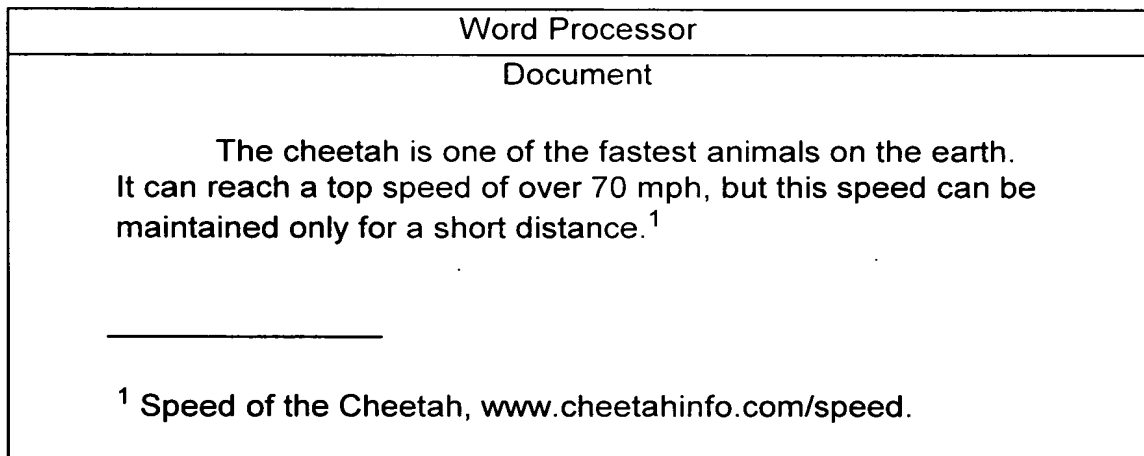 Word Processor
Document
The cheetah is one of the fastest animals on the earth.
It can reach a top speed of over 70 mph, but this speed can be
maintained only for a short distance.¹
¹ Speed of the Cheetah, www.cheetahinfo.com/speed.